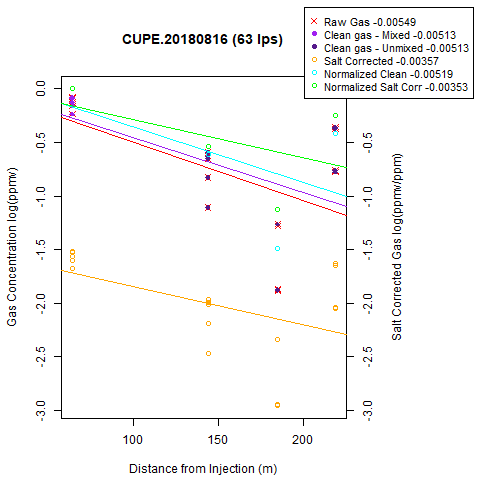 CUPE.20180816 (63 lps)
Raw Gas -0.00549
Clean gas - Mixed -0.00513
Clean gas - Unmixed -0.00513
Salt Corrected -0.00357
Normalized Clean -0.00519
Normalized Salt Corr -0.00353
Gas Concentration log(ppmv)
0.0
-0.5
-1.0
-1.5
-2.0
-2.5
-3.0
100
150
200
Distance from Injection (m)
0.0
-0.5
-1.0
-1.5
-2.0
-2.5
-3.0
Salt Corrected Gas log(ppmv/ppm)